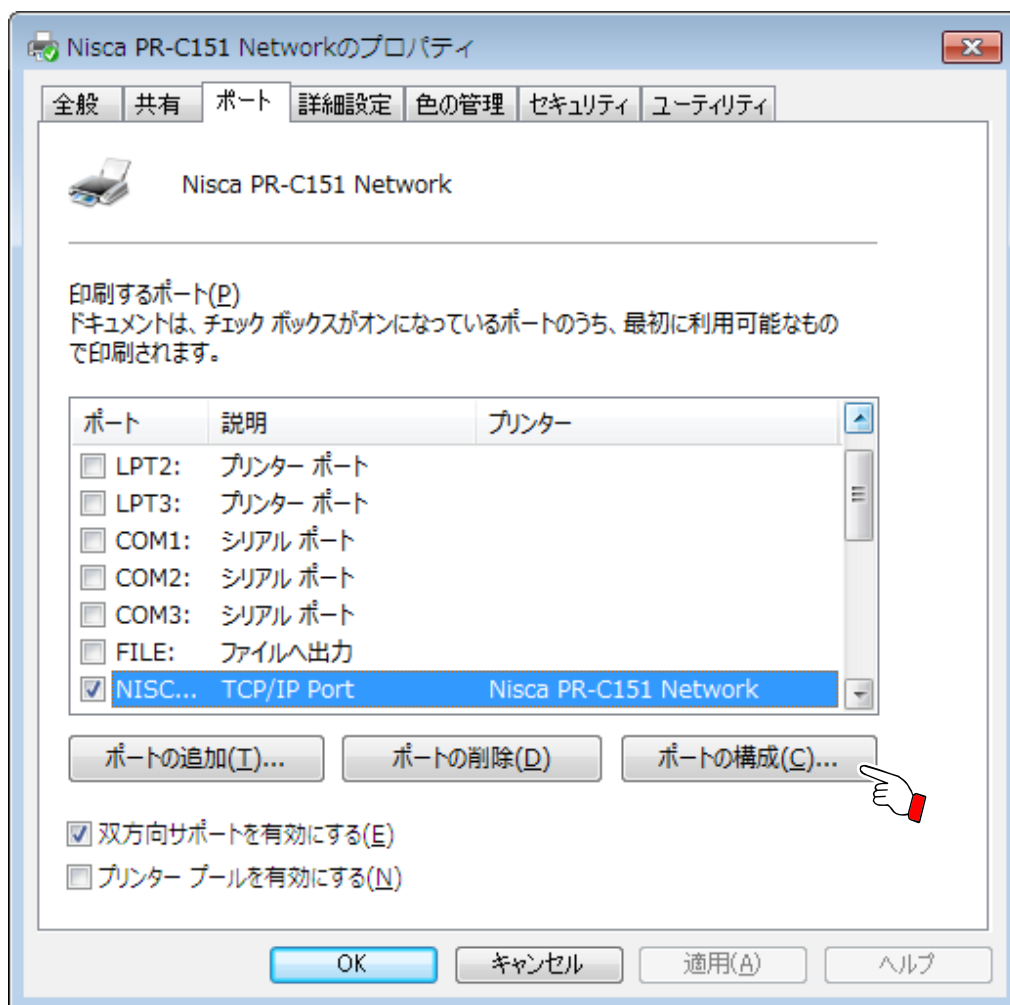 Nisca PR-C151 Networkのプロパティ
全般 共有 ポート 詳細設定 色の管理 セキュリティ ユーティリティ
Nisca PR-C151 Network
印刷するポート(P)
ドキュメントは、チェック ボックスがオンになっているポートのうち、最初に利用可能なもの
で印刷されます。
ポート 説明 プリンター
LPT2: プリンター ポート
LPT3: プリンター ポート
COM1: シリアル ポート
COM2: シリアル ポート
COM3: シリアル ポート
FILE: ファイルへ出力
NISC... TCP/IP Port Nisca PR-C151 Network
ポートの追加(T)... ポートの削除(D) ポートの構成(C)...
双方向サポートを有効にする(E)
プリンター プールを有効にする(N)
OK キャンセル 適用(A) ヘルプ